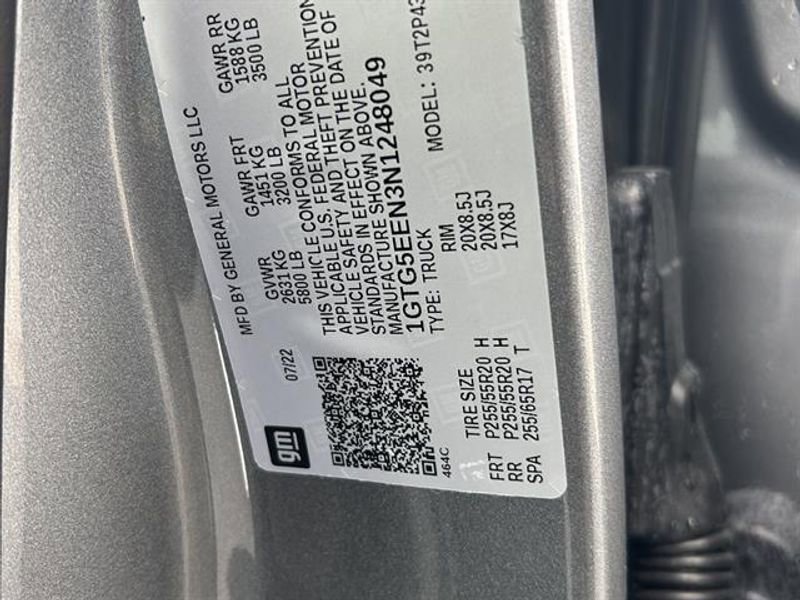 gm
07/22
MFD BY GENERAL MOTORS LLC
GVWR GAWR FRT GAWR RR
2631 KG 1451 KG 1588 KG
5800 LB 3200 LB 3500 LB
THIS VEHICLE CONFORMS TO ALL
APPLICABLE U.S. FEDERAL MOTOR
VEHICLE SAFETY AND THEFT PREVENTION
STANDARDS IN EFFECT ON THE DATE OF
MANUFACTURE SHOWN ABOVE.
1GTG5EEN3N1248049
TYPE: TRUCK MODEL: 39T2P43
464C
TIRE SIZE RIM
FRT P255/55R20 H 20X8.5J
RR P255/55R20 H 20X8.5J
SPA 255/65R17 T 17X8J